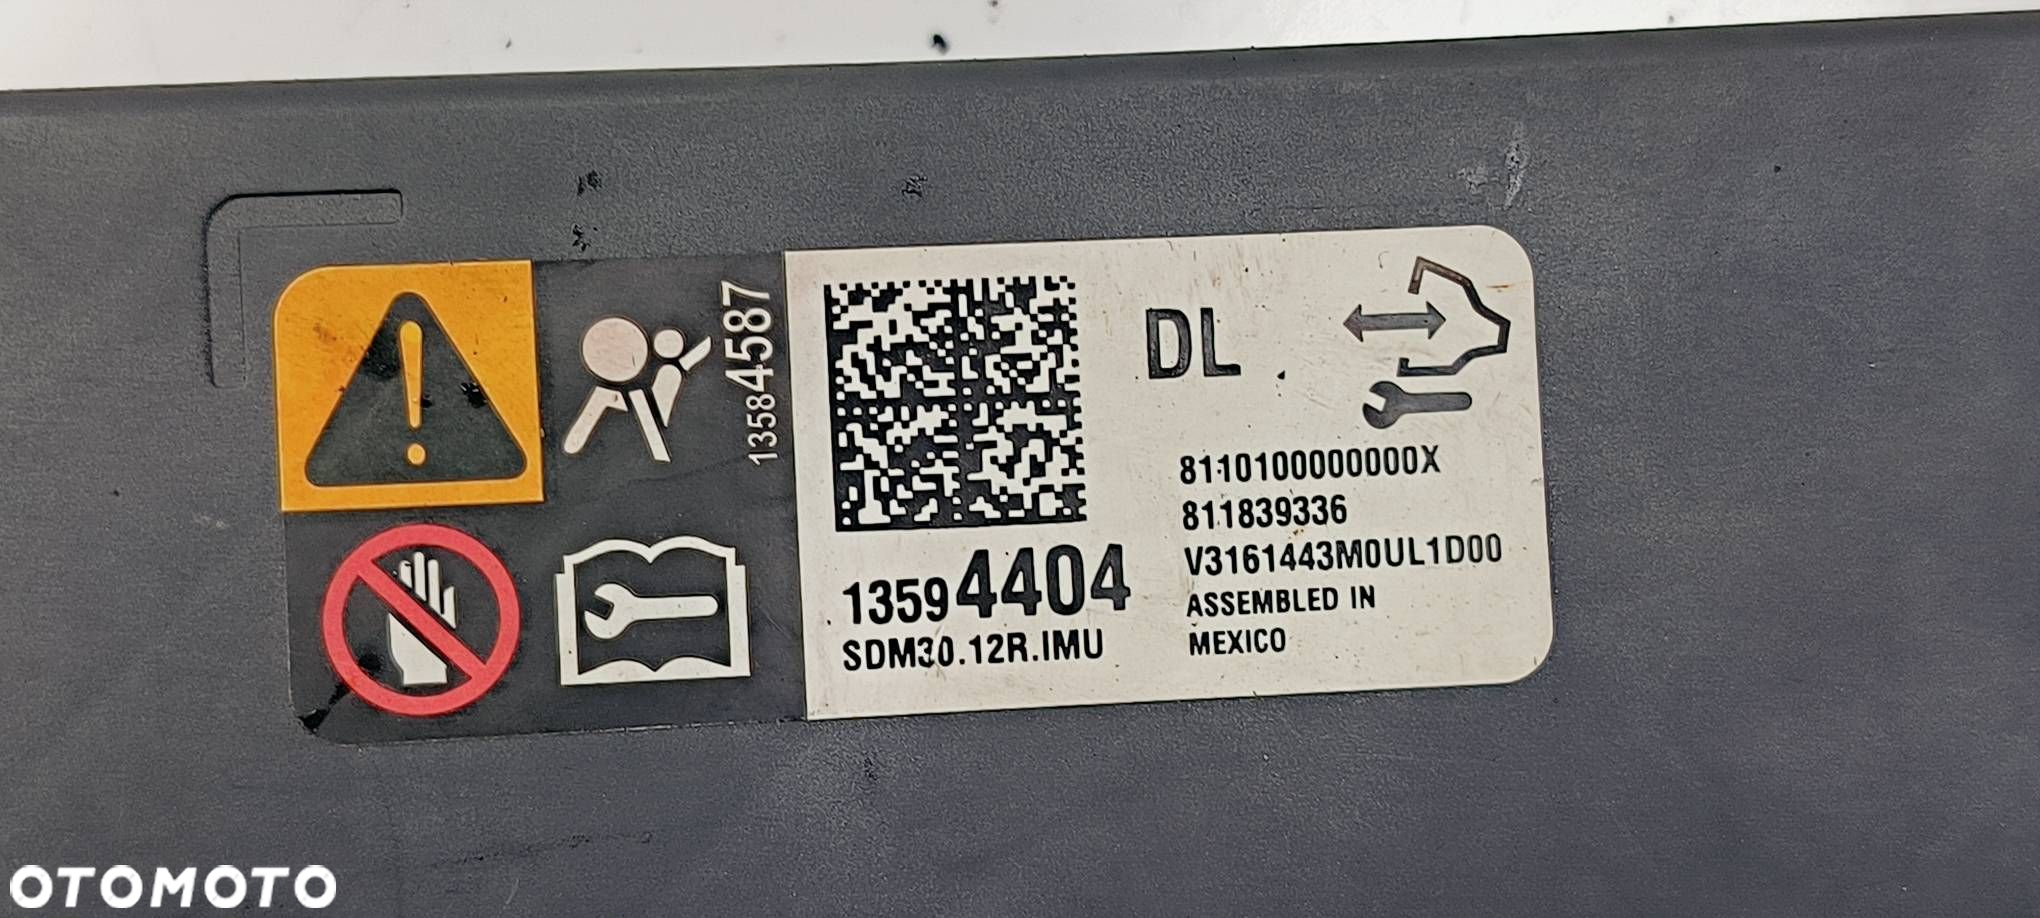 13584587
DL
8110100000000X
811839336
V3161443M0UL1D00
ASSEMBLED IN
MEXICO
13594404
SDM30.12R.IMU
OTOMOTO